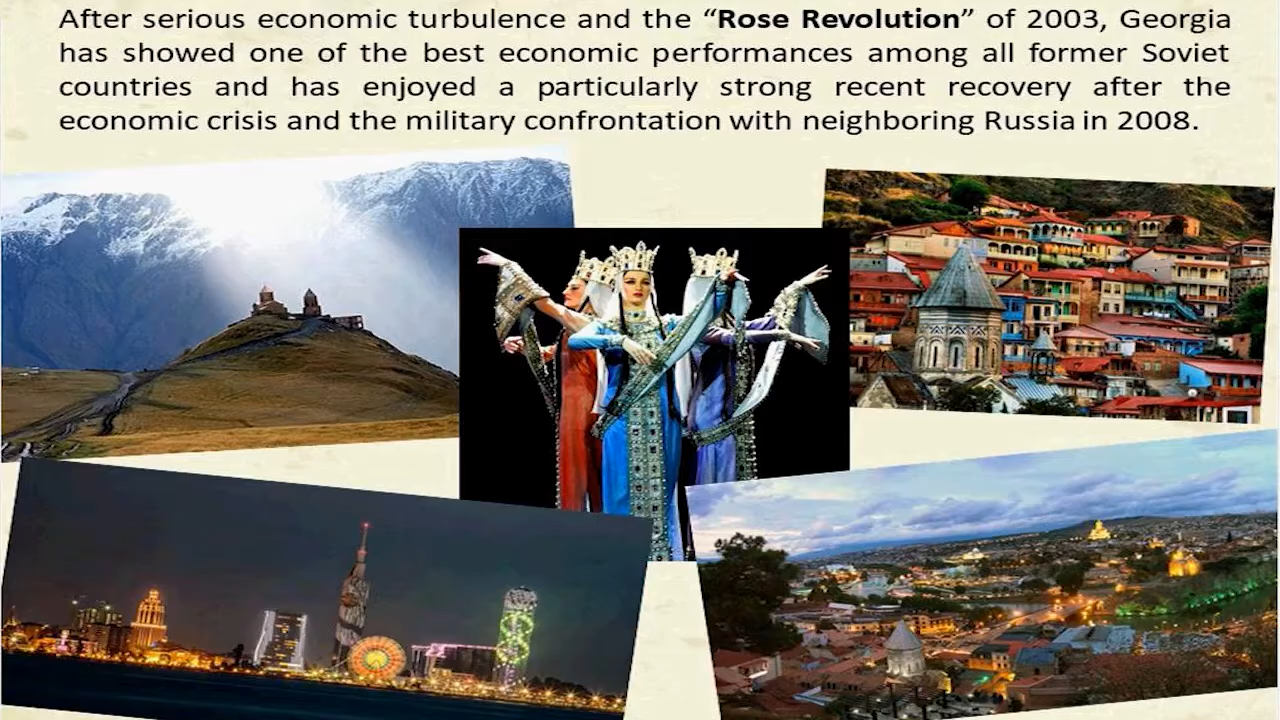 After serious economic turbulence and the “Rose Revolution” of 2003, Georgia
has showed one of the best economic performances among all former Soviet
countries and has enjoyed a particularly strong recent recovery after the
economic crisis and the military confrontation with neighboring Russia in 2008.